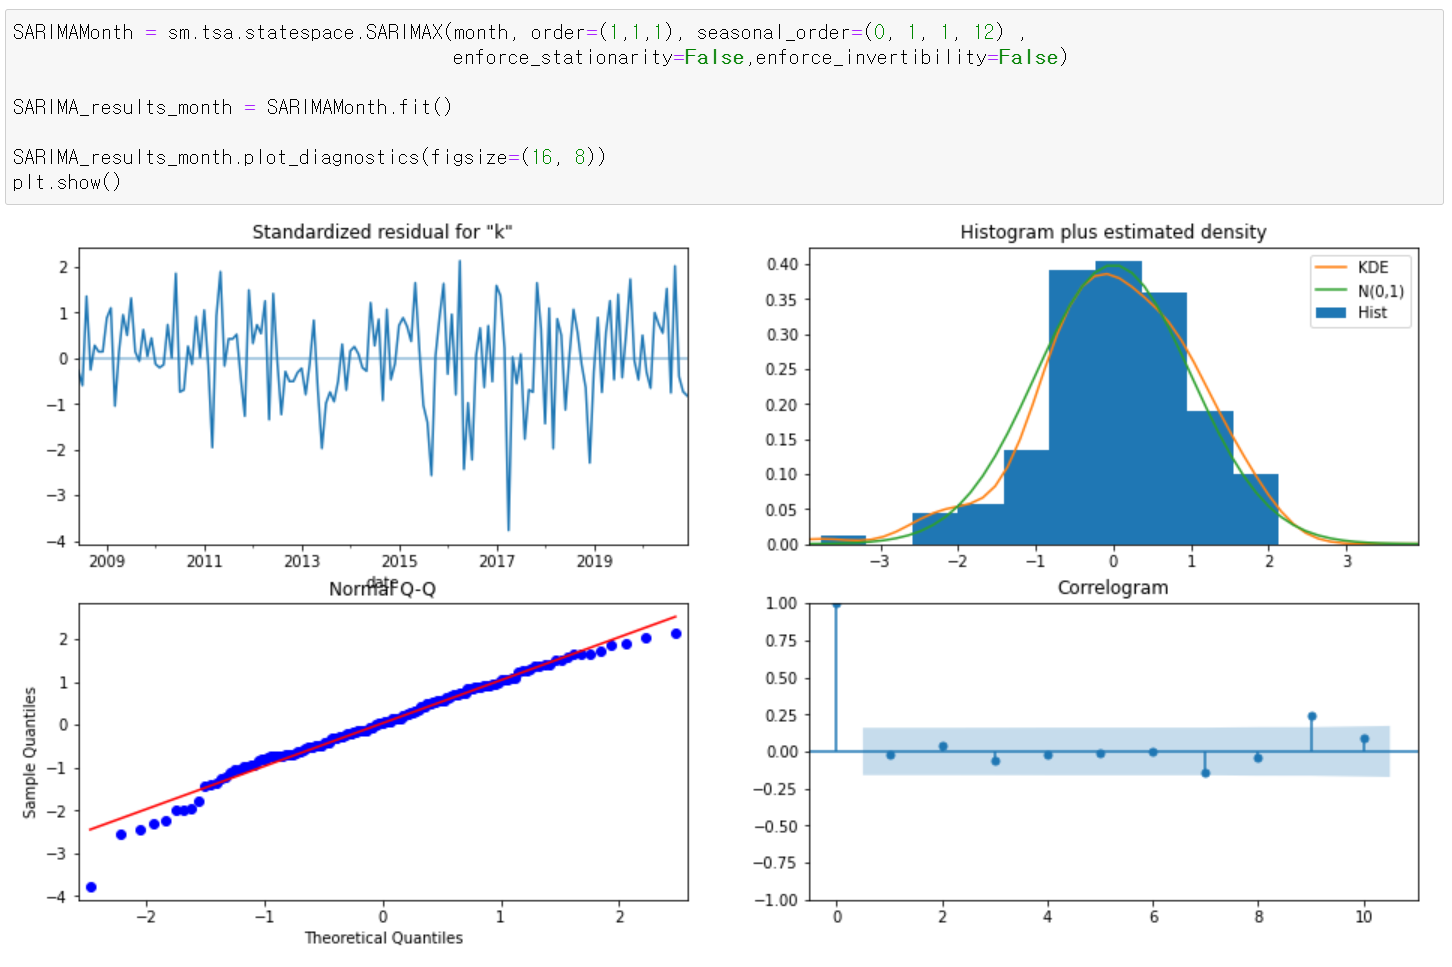 SARIMAMonth = sm.tsa.statespace.SARIMAX(month, order=(1,1,1), seasonal_order=(0, 1, 1, 12) ,
enforce_stationarity=False,enforce_invertibility=False)
SARIMA_results_month = SARIMAMonth.fit()
SARIMA_results_month.plot_diagnostics(figsize=(16, 8))
plt.show()
Standardized residual for "k"
2
1
0
−1
−2
−3
−4
2009 2011 2013 2015 2017 2019
date
Histogram plus estimated density
KDE
N(0,1)
Hist
0.40
0.35
0.30
0.25
0.20
0.15
0.10
0.05
0.00
−3 −2 −1 0 1 2 3
Normal Q-Q
Sample Quantiles
2
1
0
−1
−2
−3
−4
−2 −1 0 1 2
Theoretical Quantiles
Correlogram
1.00
0.75
0.50
0.25
0.00
−0.25
−0.50
−0.75
−1.00
0 2 4 6 8 10